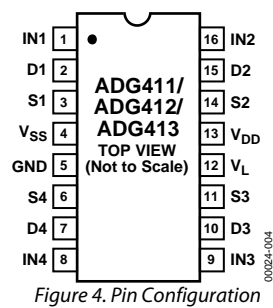 IN1 1 16 IN2
D1 2 15 D2
S1 3 14 S2
VSS 4 13 VDD
GND 5 12 VL
S4 6 11 S3
D4 7 10 D3
IN4 8 9 IN3
ADG411/
ADG412/
ADG413
TOP VIEW
(Not to Scale)
00024-004
Figure 4. Pin Configuration